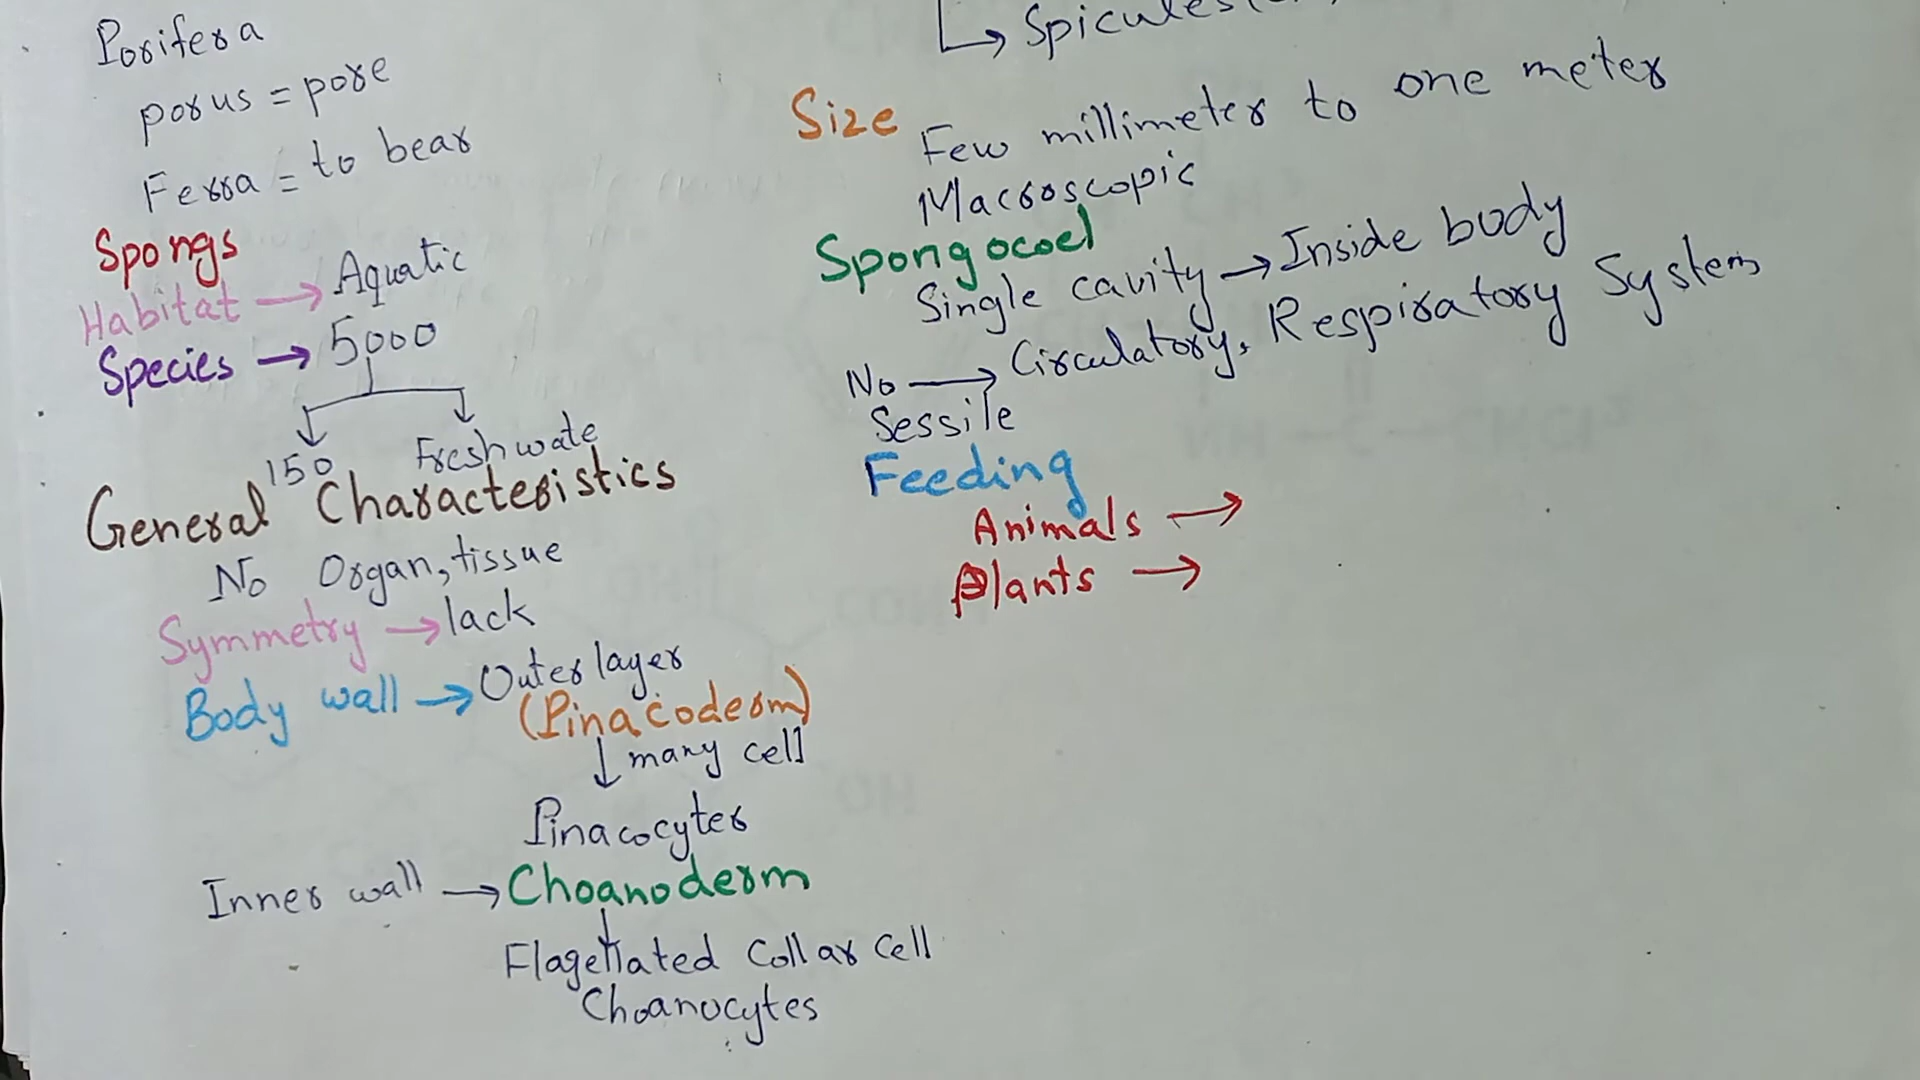 Porifera
porus = pore
Ferra = to bear
Spongs
Habitat → Aquatic
Species → 5000
150 Freshwate
General Characteristics
No Organ, tissue
Symmetry → lack
Body wall → Outer layer
(Pinacoderm)
↓ many cell
Pinacocytes
Inner wall → Choanoderm
Flagellated Collar Cell
Choanocytes
→ Spicules
Size
Few millimeter to one meter
Macroscopic
Spongocoel
Single cavity → Inside body
No → Circulatory, Respiratory System
Sessile
Feeding
Animals →
Plants →